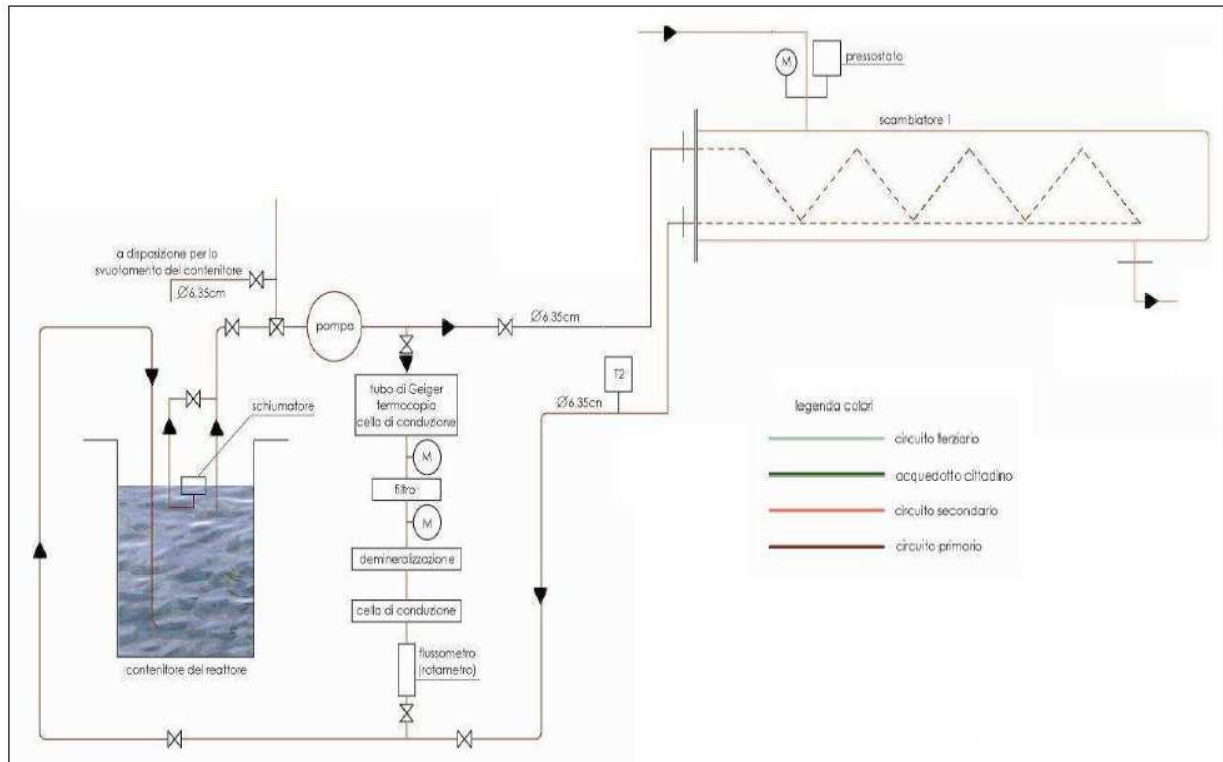 M
pressostato
scambiatore 1
a disposizione per lo
svuotamento del contenitore
Ø6.35cm
pompa
Ø6.35cm
T2
Ø6.35cm
schiumatore
tubo di Geiger
termocopia
cella di conduzione
M
filtro
M
demineralizzazione
cella di conduzione
flussometro
(rotametro)
contenitore del reattore
legenda colori
circuito terziario
acquedotto cittadino
circuito secondario
circuito primario